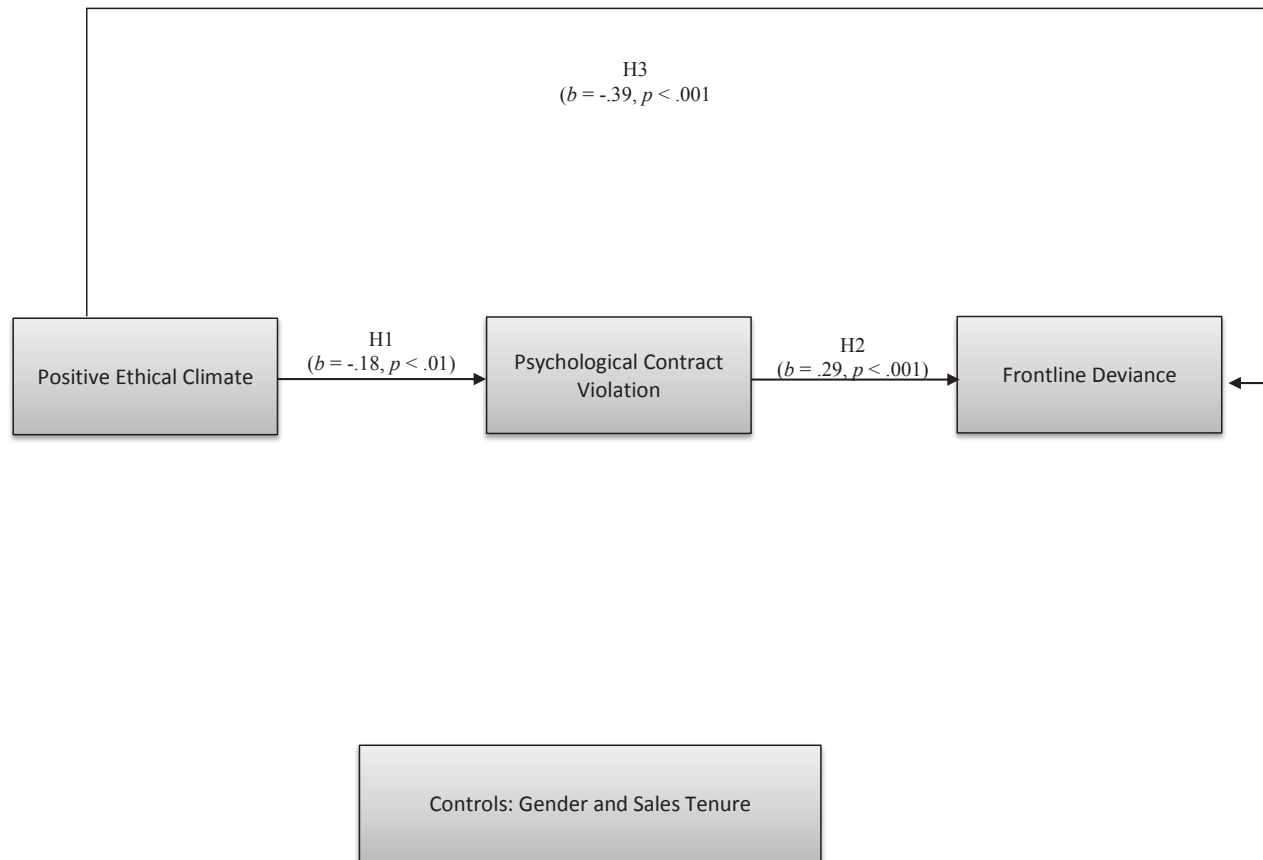 H3
(b = -.39, p < .001
Positive Ethical Climate
H1
(b = -.18, p < .01)
Psychological Contract
Violation
H2
(b = .29, p < .001)
Frontline Deviance
Controls: Gender and Sales Tenure